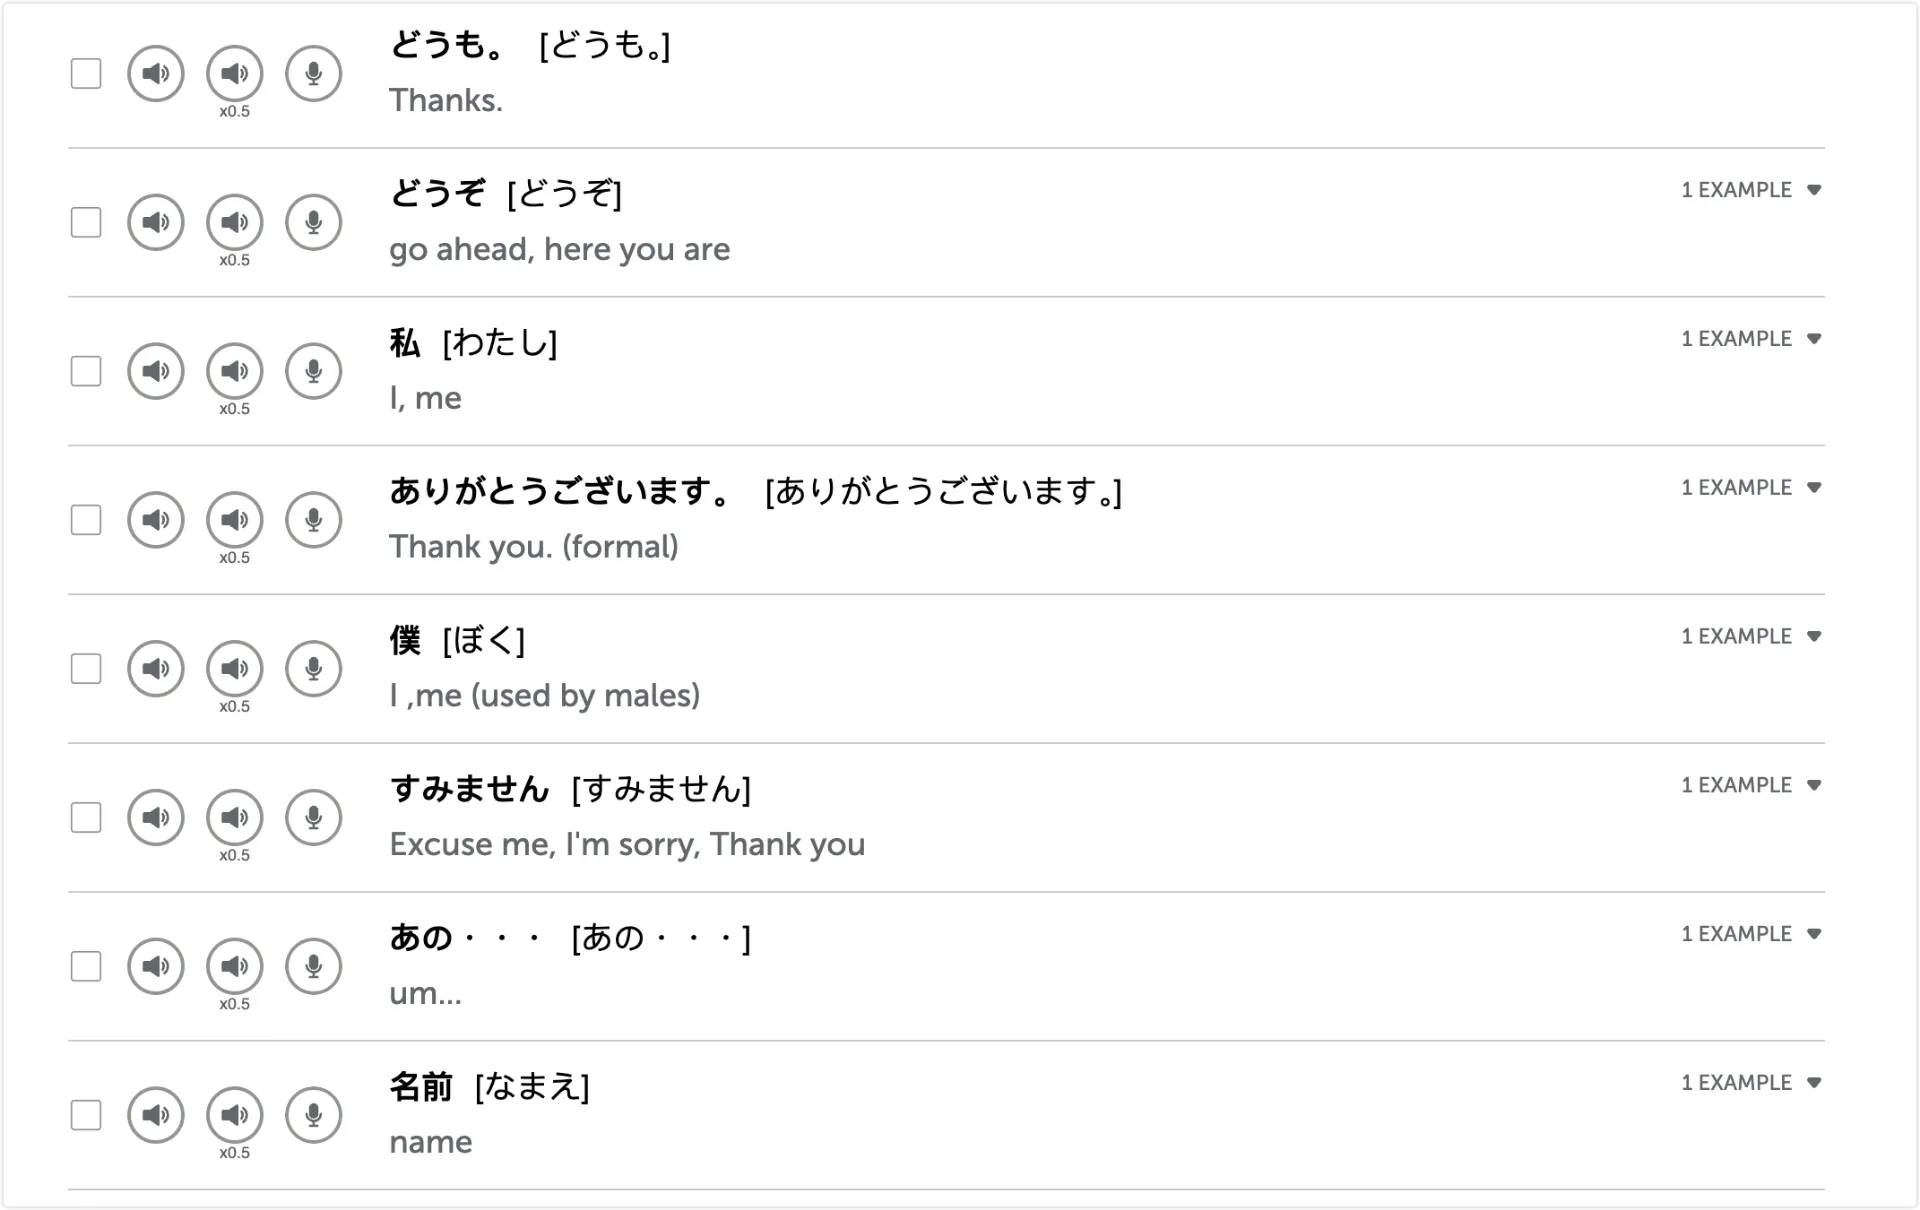 どうも。 [どうも。]
Thanks.
x0.5
どうぞ [どうぞ]
1 EXAMPLE
go ahead, here you are
x0.5
私 [わたし]
1 EXAMPLE
I, me
x0.5
ありがとうございます。 [ありがとうございます。]
1 EXAMPLE
Thank you. (formal)
x0.5
僕 [ぼく]
1 EXAMPLE
I ,me (used by males)
x0.5
すみません [すみません]
1 EXAMPLE
Excuse me, I'm sorry, Thank you
x0.5
あの・・・ [あの・・・]
1 EXAMPLE
um...
x0.5
名前 [なまえ]
1 EXAMPLE
name
x0.5